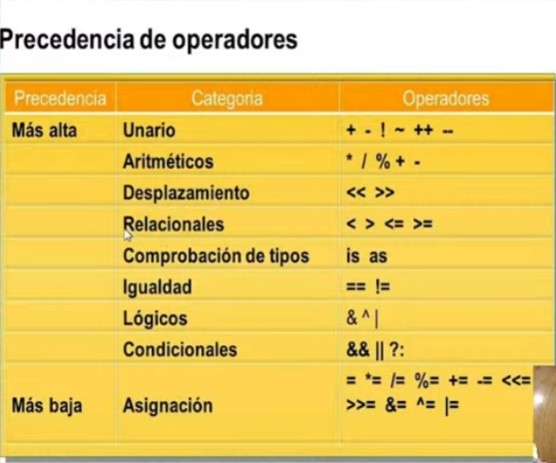 Precedencia de operadores
Precedencia Categoria Operadores
Más alta Unario + - ! ~ ++ --
Aritméticos * / % + -
Desplazamiento << >>
Relacionales < > <= >=
Comprobación de tipos is as
Igualdad == !=
Lógicos & ^ |
Condicionales && || ?:
= *= /= %= += -= <<=
Más baja Asignación >>= &= ^= |=